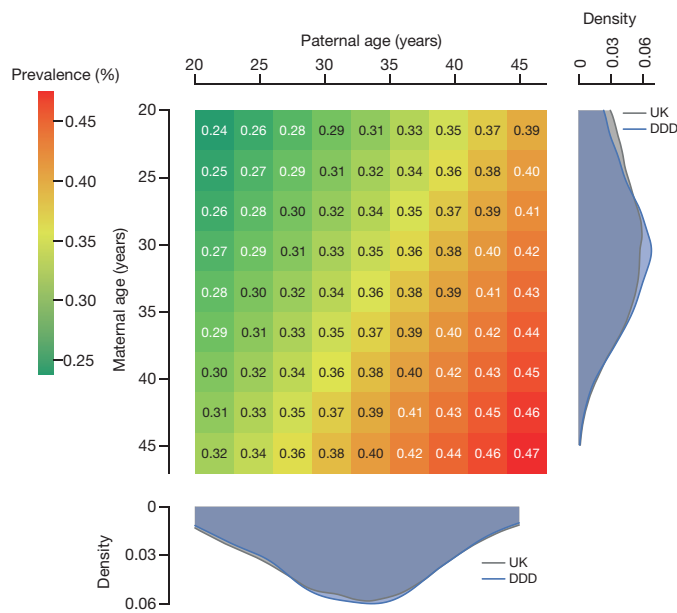 Density
0 0.03 0.06
Paternal age (years)
20 25 30 35 40 45
Prevalence (%)
0.45
0.40
0.35
0.30
0.25
Maternal age (years)
20
25
30
35
40
45
0.24 0.26 0.28 0.29 0.31 0.33 0.35 0.37 0.39
0.25 0.27 0.29 0.31 0.32 0.34 0.36 0.38 0.40
0.26 0.28 0.30 0.32 0.34 0.35 0.37 0.39 0.41
0.27 0.29 0.31 0.33 0.35 0.36 0.38 0.40 0.42
0.28 0.30 0.32 0.34 0.36 0.38 0.39 0.41 0.43
0.29 0.31 0.33 0.35 0.37 0.39 0.40 0.42 0.44
0.30 0.32 0.34 0.36 0.38 0.40 0.42 0.43 0.45
0.31 0.33 0.35 0.37 0.39 0.41 0.43 0.45 0.46
0.32 0.34 0.36 0.38 0.40 0.42 0.44 0.46 0.47
UK
DDD
Density
0
0.03
0.06
UK
DDD